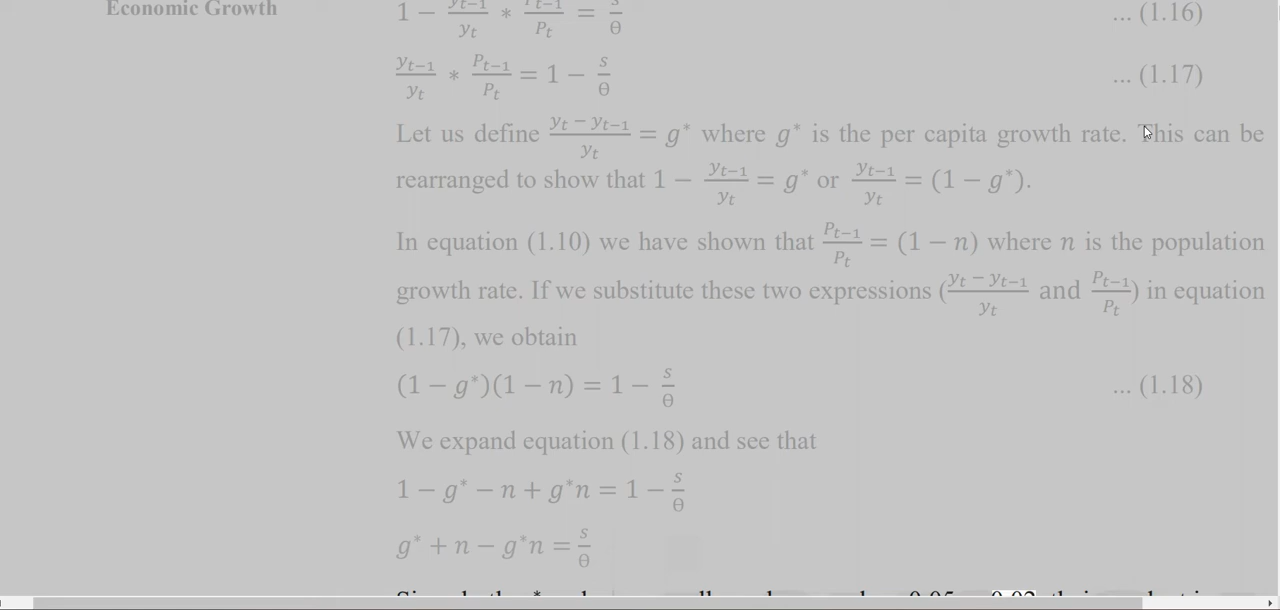 Economic Growth
1 − y_{t−1}/y_t * P_{t−1}/P_t = s/θ ... (1.16)
y_{t−1}/y_t * P_{t−1}/P_t = 1 − s/θ ... (1.17)
Let us define (y_t − y_{t−1})/y_t = g* where g* is the per capita growth rate. This can be
rearranged to show that 1 − y_{t−1}/y_t = g* or y_{t−1}/y_t = (1 − g*).
In equation (1.10) we have shown that P_{t−1}/P_t = (1 − n) where n is the population
growth rate. If we substitute these two expressions ((y_t − y_{t−1})/y_t and P_{t−1}/P_t) in equation
(1.17), we obtain
(1 − g*)(1 − n) = 1 − s/θ ... (1.18)
We expand equation (1.18) and see that
1 − g* − n + g*n = 1 − s/θ
g* + n − g*n = s/θ